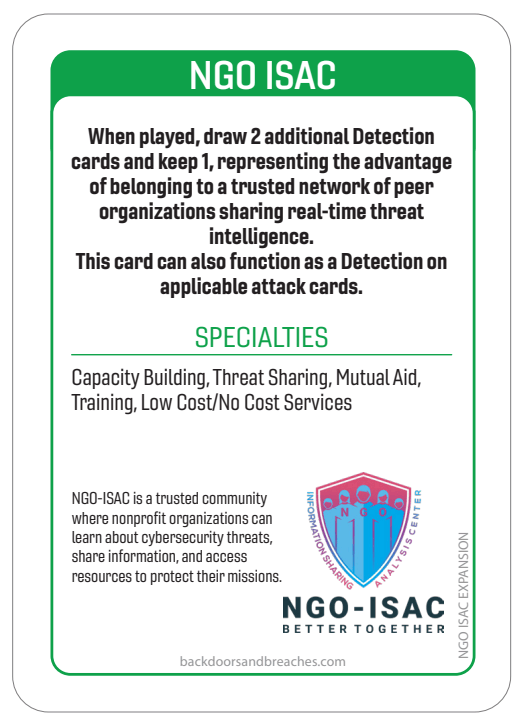 NGO ISAC
When played, draw 2 additional Detection
cards and keep 1, representing the advantage
of belonging to a trusted network of peer
organizations sharing real-time threat
intelligence.
This card can also function as a Detection on
applicable attack cards.
SPECIALTIES
Capacity Building, Threat Sharing, Mutual Aid,
Training, Low Cost/No Cost Services
NGO-ISAC is a trusted community
where nonprofit organizations can
learn about cybersecurity threats,
share information, and access
resources to protect their missions.
NGO
INFORMATION SHARING
ANALYSIS CENTER
NGO-ISAC
BETTER TOGETHER
NGO ISAC EXPANSION
backdoorsandbreaches.com